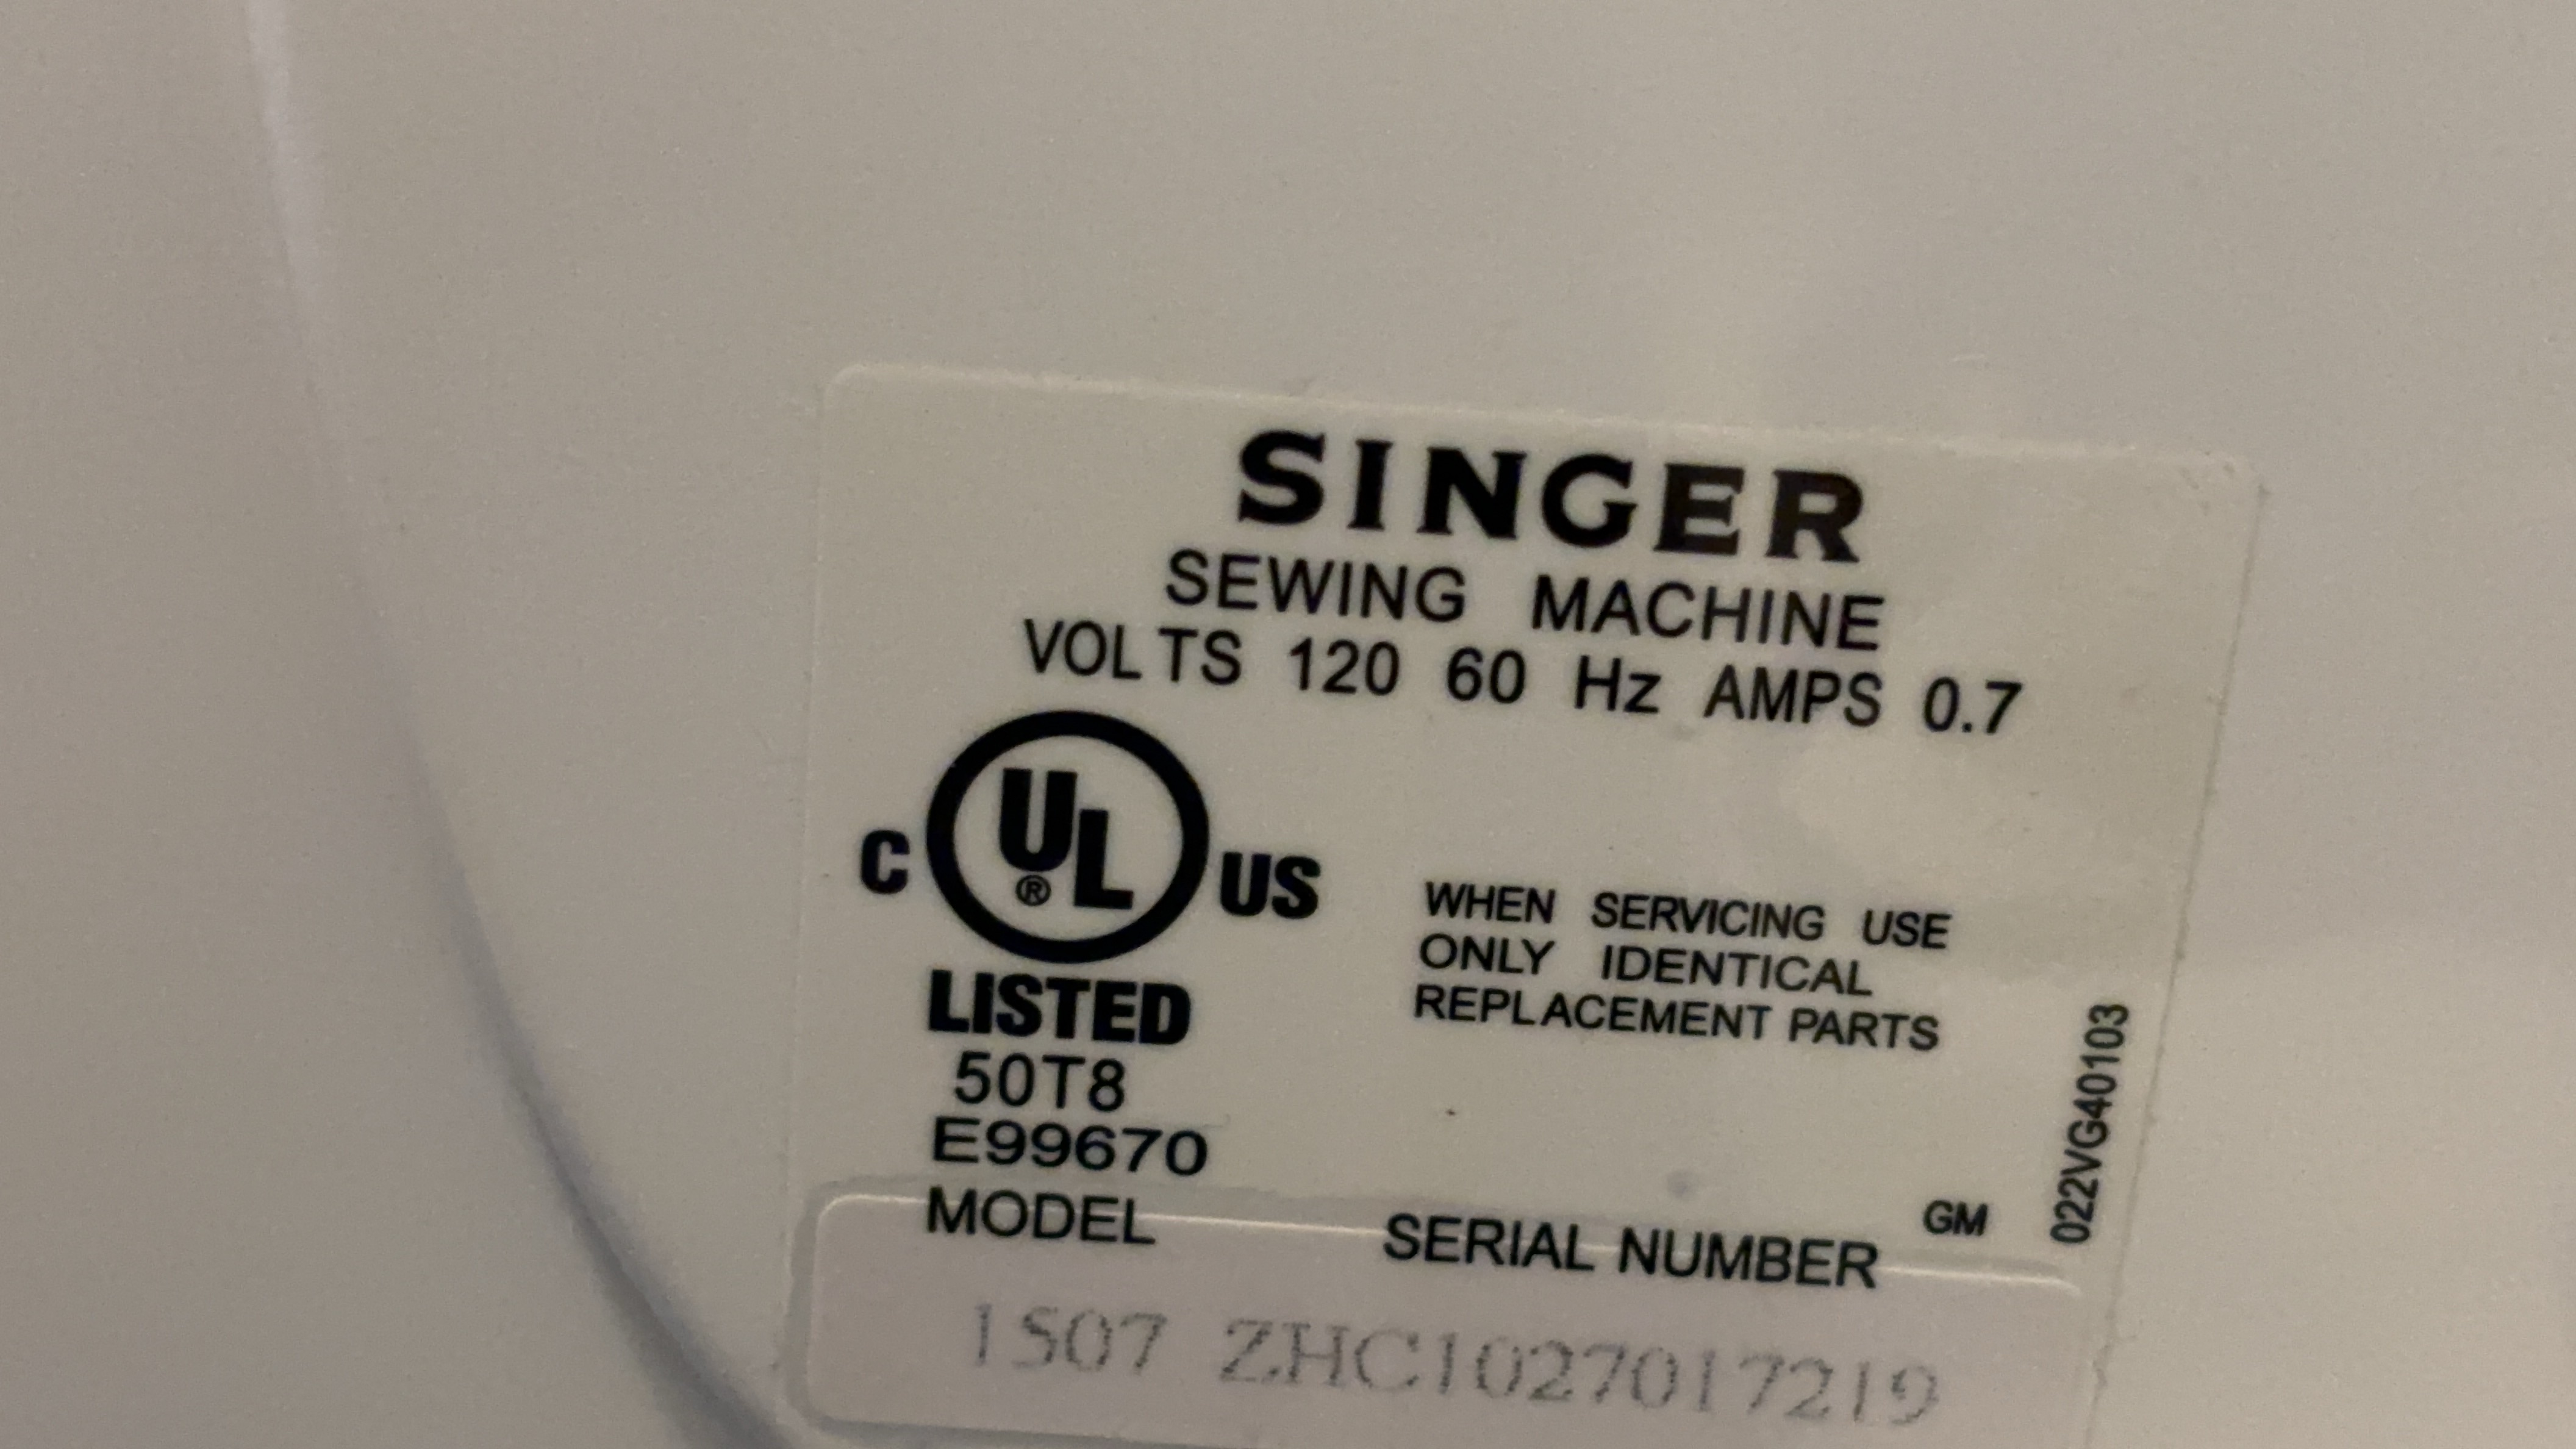 SINGER
SEWING MACHINE
VOLTS 120 60 Hz AMPS 0.7
C UL® US
LISTED
50T8
E99670
WHEN SERVICING USE
ONLY IDENTICAL
REPLACEMENT PARTS
022VG40103
GM
MODEL SERIAL NUMBER
1507 ZHC1027017219